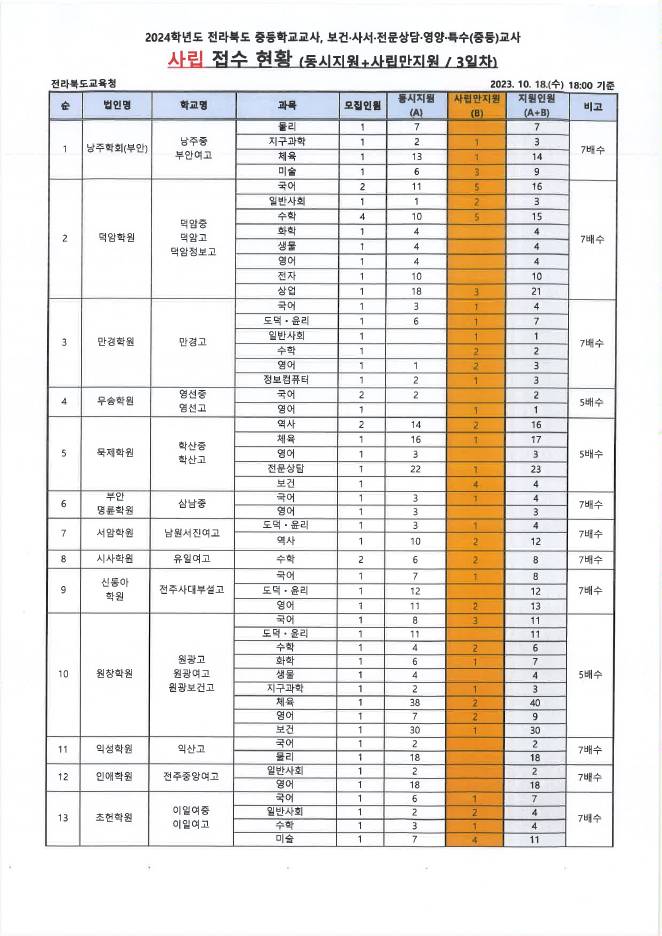 2024학년도 전라북도 중등학교교사, 보건·사서·전문상담·영양·특수(중등)교사
사립 접수 현황 (동시지원+사립만지원 / 3일차)
전라북도교육청 2023. 10. 18.(수) 18:00 기준
순 법인명 학교명 과목 모집인원 동시지원 (A) 사립만지원 (B) 지원인원 (A+B) 비고
1 낭주학회(부안) 낭주중 부안여고 물리 1 7 7 7배수
지구과학 1 2 1 3
체육 1 13 1 14
미술 1 6 3 9
2 덕암학원 덕암중 덕암고 덕암정보고 국어 2 11 5 16 7배수
일반사회 1 1 2 3
수학 4 10 5 15
화학 1 4 4
생물 1 4 4
영어 1 4 4
전자 1 10 10
상업 1 18 3 21
3 만경학원 만경고 국어 1 3 1 4 7배수
도덕·윤리 1 6 1 7
일반사회 1 1 1
수학 1 2 2
영어 1 1 2 3
정보컴퓨터 1 2 1 3
4 우송학원 영선중 영선고 국어 2 2 2 5배수
영어 1 1 1
5 욱제학원 학산중 학산고 역사 2 14 2 16 5배수
체육 1 16 1 17
영어 1 3 3
전문상담 1 22 1 23
보건 1 4 4
6 부안 명륜학원 삼남중 국어 1 3 1 4 7배수
영어 1 3 3
7 서암학원 남원서진여고 도덕·윤리 1 3 1 4 7배수
역사 1 10 2 12
8 시사학원 유일여고 수학 2 6 2 8 7배수
9 신동아 학원 전주사대부설고 국어 1 7 1 8 7배수
도덕·윤리 1 12 12
영어 1 11 2 13
10 원창학원 원광고 원광여고 원광보건고 국어 1 8 3 11 5배수
도덕·윤리 1 11 11
수학 1 4 2 6
화학 1 6 1 7
생물 1 4 4
지구과학 1 2 1 3
체육 1 38 2 40
영어 1 7 2 9
보건 1 30 1 30
11 익성학원 익산고 국어 1 2 2 7배수
물리 1 18 18
12 인애학원 전주중앙여고 일반사회 1 2 2 7배수
영어 1 18 18
13 조헌학원 이일여중 이일여고 국어 1 6 1 7 7배수
일반사회 1 2 2 4
수학 1 3 1 4
미술 1 7 4 11